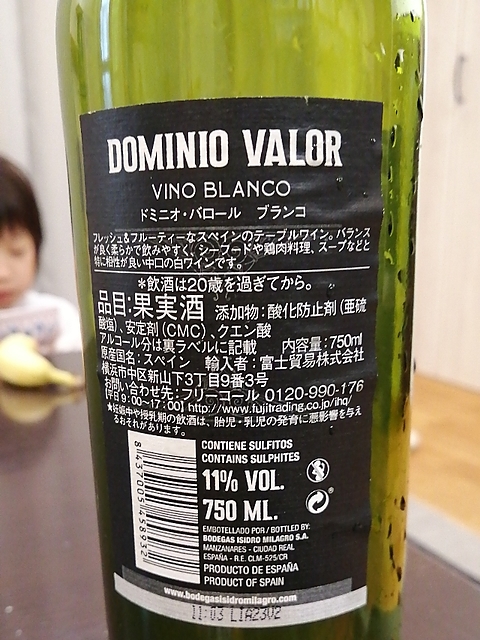 DOMINIO VALOR
VINO BLANCO
ドミニオ・バロール ブランコ
フレッシュ&フルーティーなスペインのテーブルワイン。バランス
が良く柔らかで飲みやすく、シーフードや鶏肉料理、スープなどと
特に相性が良い中口の白ワインです。
*飲酒は20歳を過ぎてから。
品目:果実酒 添加物:酸化防止剤(亜硫
酸塩)、安定剤(CMC)、クエン酸
アルコール分は裏ラベルに記載 内容量:750ml
原産国名:スペイン 輸入者:富士貿易株式会社
横浜市中区新山下3丁目9番3号
お問い合わせ先:フリーコール 0120-990-176
[平日 9:00~17:00] http://www.fujitrading.co.jp/ihq/
★妊娠中や授乳期の飲酒は、胎児・乳児の発育に悪影響を与え
るおそれがあります。
8437005458932
CONTIENE SULFITOS
CONTAINS SULPHITES
11% VOL.
750 ML.
EMBOTELLADO POR / BOTTLED BY:
BODEGAS ISIDRO MILAGRO S.A.
MANZANARES - CIUDAD REAL
ESPAÑA - R.E. CLM-525/CR
PRODUCTO DE ESPAÑA
PRODUCT OF SPAIN
www.bodegasisidromilagro.com
11:03 L1A2302